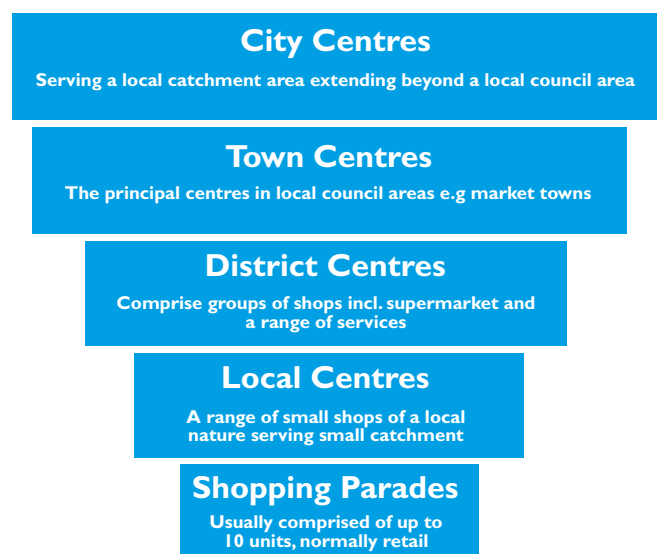 City Centres
Serving a local catchment area extending beyond a local council area
Town Centres
The principal centres in local council areas e.g market towns
District Centres
Comprise groups of shops incl. supermarket and
a range of services
Local Centres
A range of small shops of a local
nature serving small catchment
Shopping Parades
Usually comprised of up to
10 units, normally retail